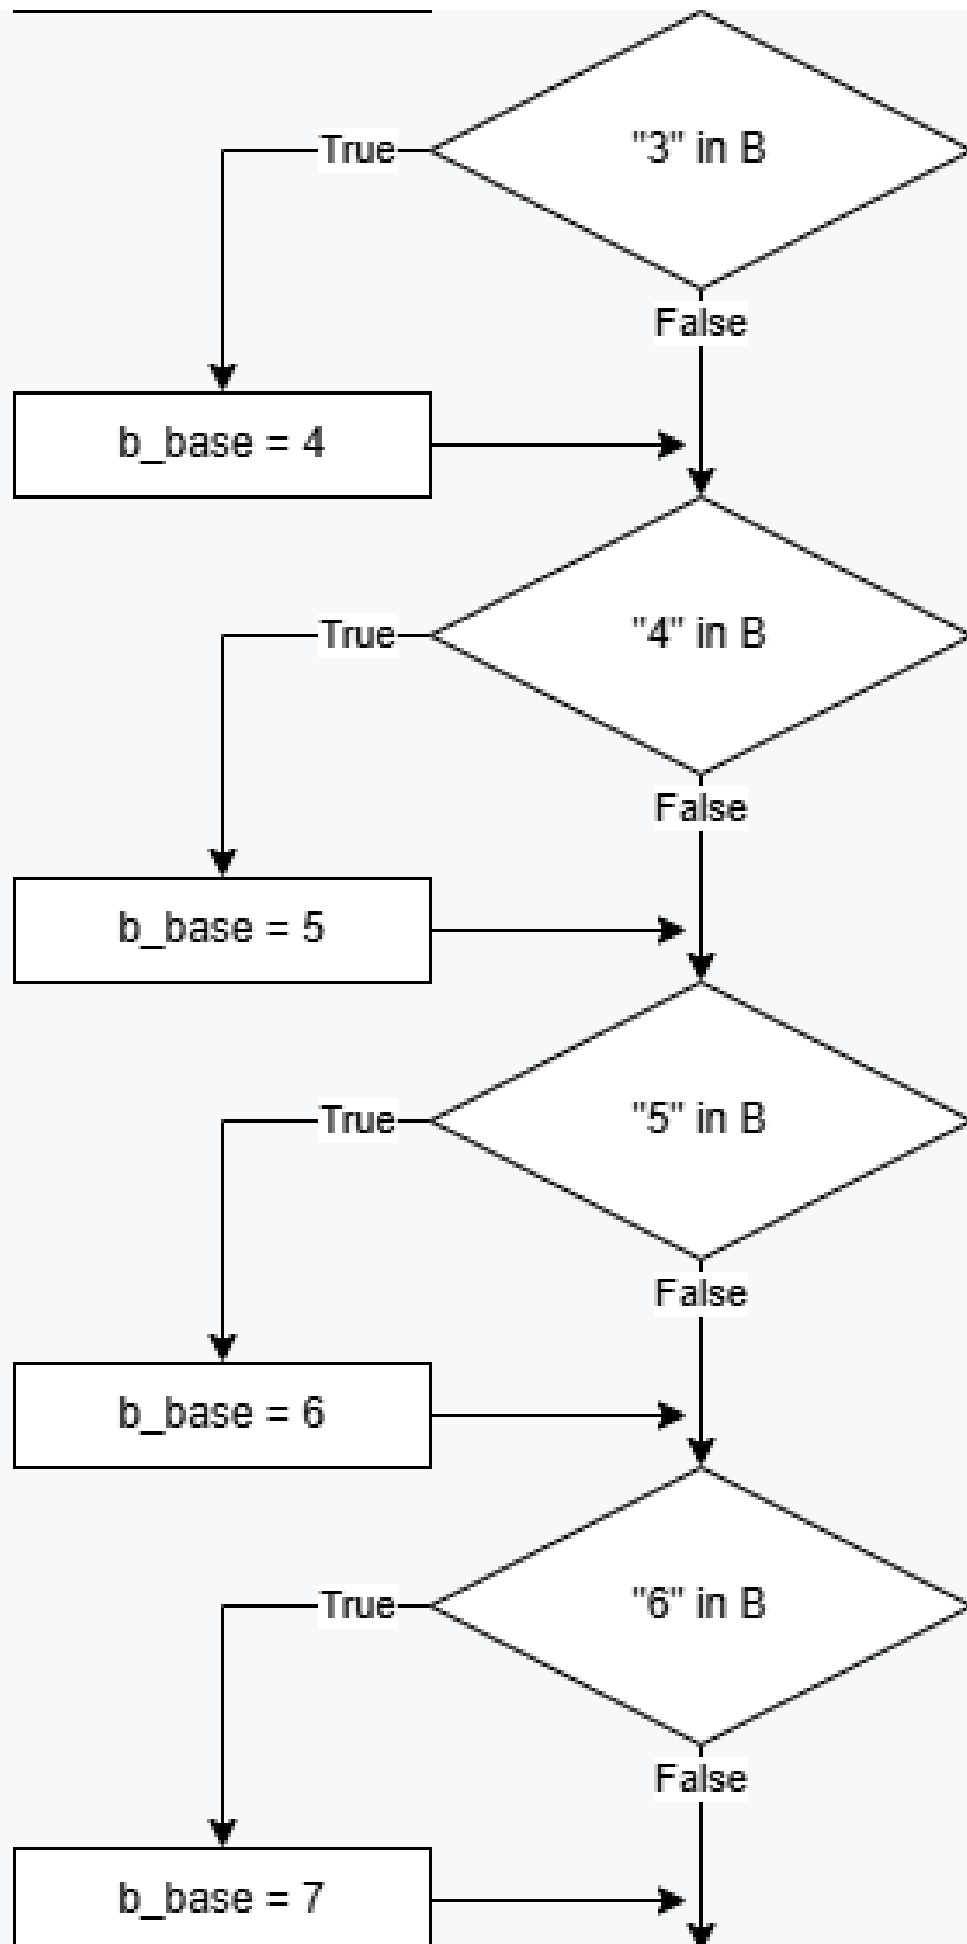 "3" in B
True
False
b_base = 4
"4" in B
True
False
b_base = 5
"5" in B
True
False
b_base = 6
"6" in B
True
False
b_base = 7